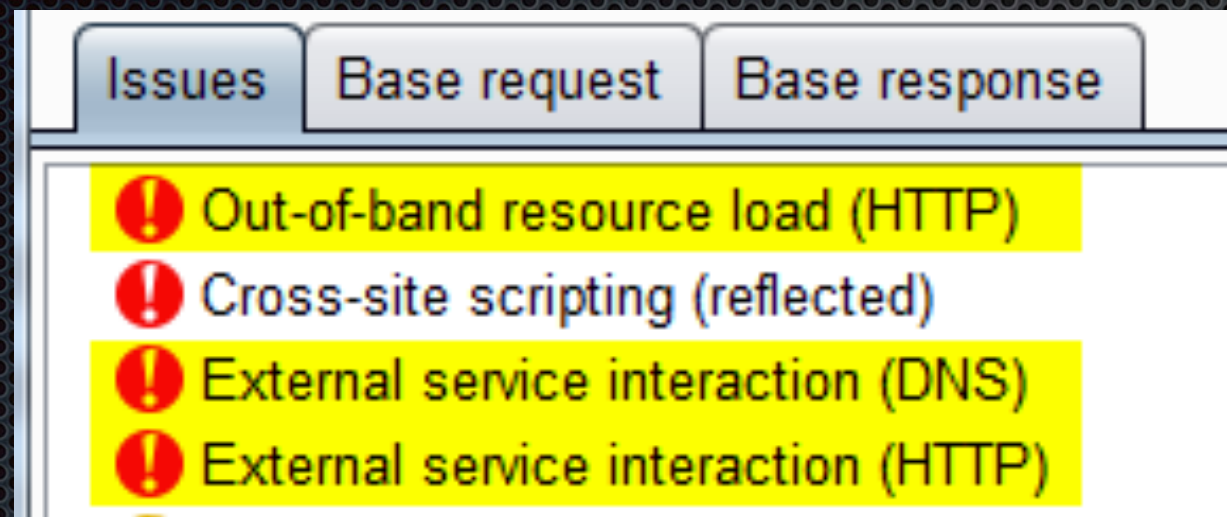 Issues Base request Base response
Out-of-band resource load (HTTP)
Cross-site scripting (reflected)
External service interaction (DNS)
External service interaction (HTTP)